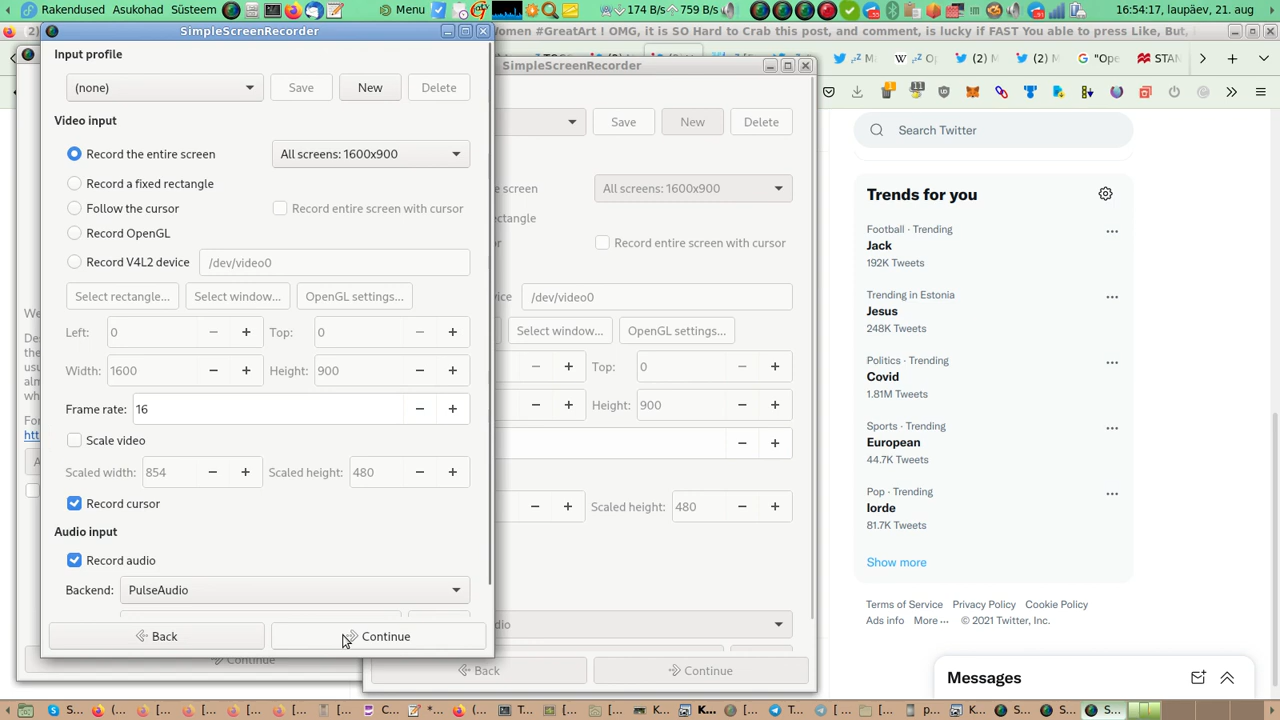 Rakendused Asukohad Süsteem Menu 174 B/s 759 B/s 16:54:17, laupäev, 21. aug
Women #GreatArt ! OMG, it is SO Hard to Crab this post, and comment, is lucky if FAST You able to press Like, But,
SimpleScreenRecorder
Input profile
(none) Save New Delete
Video input
Record the entire screen All screens: 1600x900
Record a fixed rectangle
Follow the cursor Record entire screen with cursor
Record OpenGL
Record V4L2 device /dev/video0
Select rectangle... Select window... OpenGL settings...
Left: 0 Top: 0
Width: 1600 Height: 900
Frame rate: 16
Scale video
Scaled width: 854 Scaled height: 480
Record cursor
Audio input
Record audio
Backend: PulseAudio
Back Continue
SimpleScreenRecorder
Save New Delete
e screen All screens: 1600x900
ectangle
Record entire screen with cursor
/dev/video0
Select window... OpenGL settings...
Top: 0
Height: 900
Scaled height: 480
Back Continue
Continue
(2) M "Ope STAN
Search Twitter
Trends for you
Football · Trending
Jack
192K Tweets
Trending in Estonia
Jesus
248K Tweets
Politics · Trending
Covid
1.81M Tweets
Sports · Trending
European
44.7K Tweets
Pop · Trending
lorde
81.7K Tweets
Show more
Terms of Service Privacy Policy Cookie Policy
Ads info More ··· © 2021 Twitter, Inc.
Messages